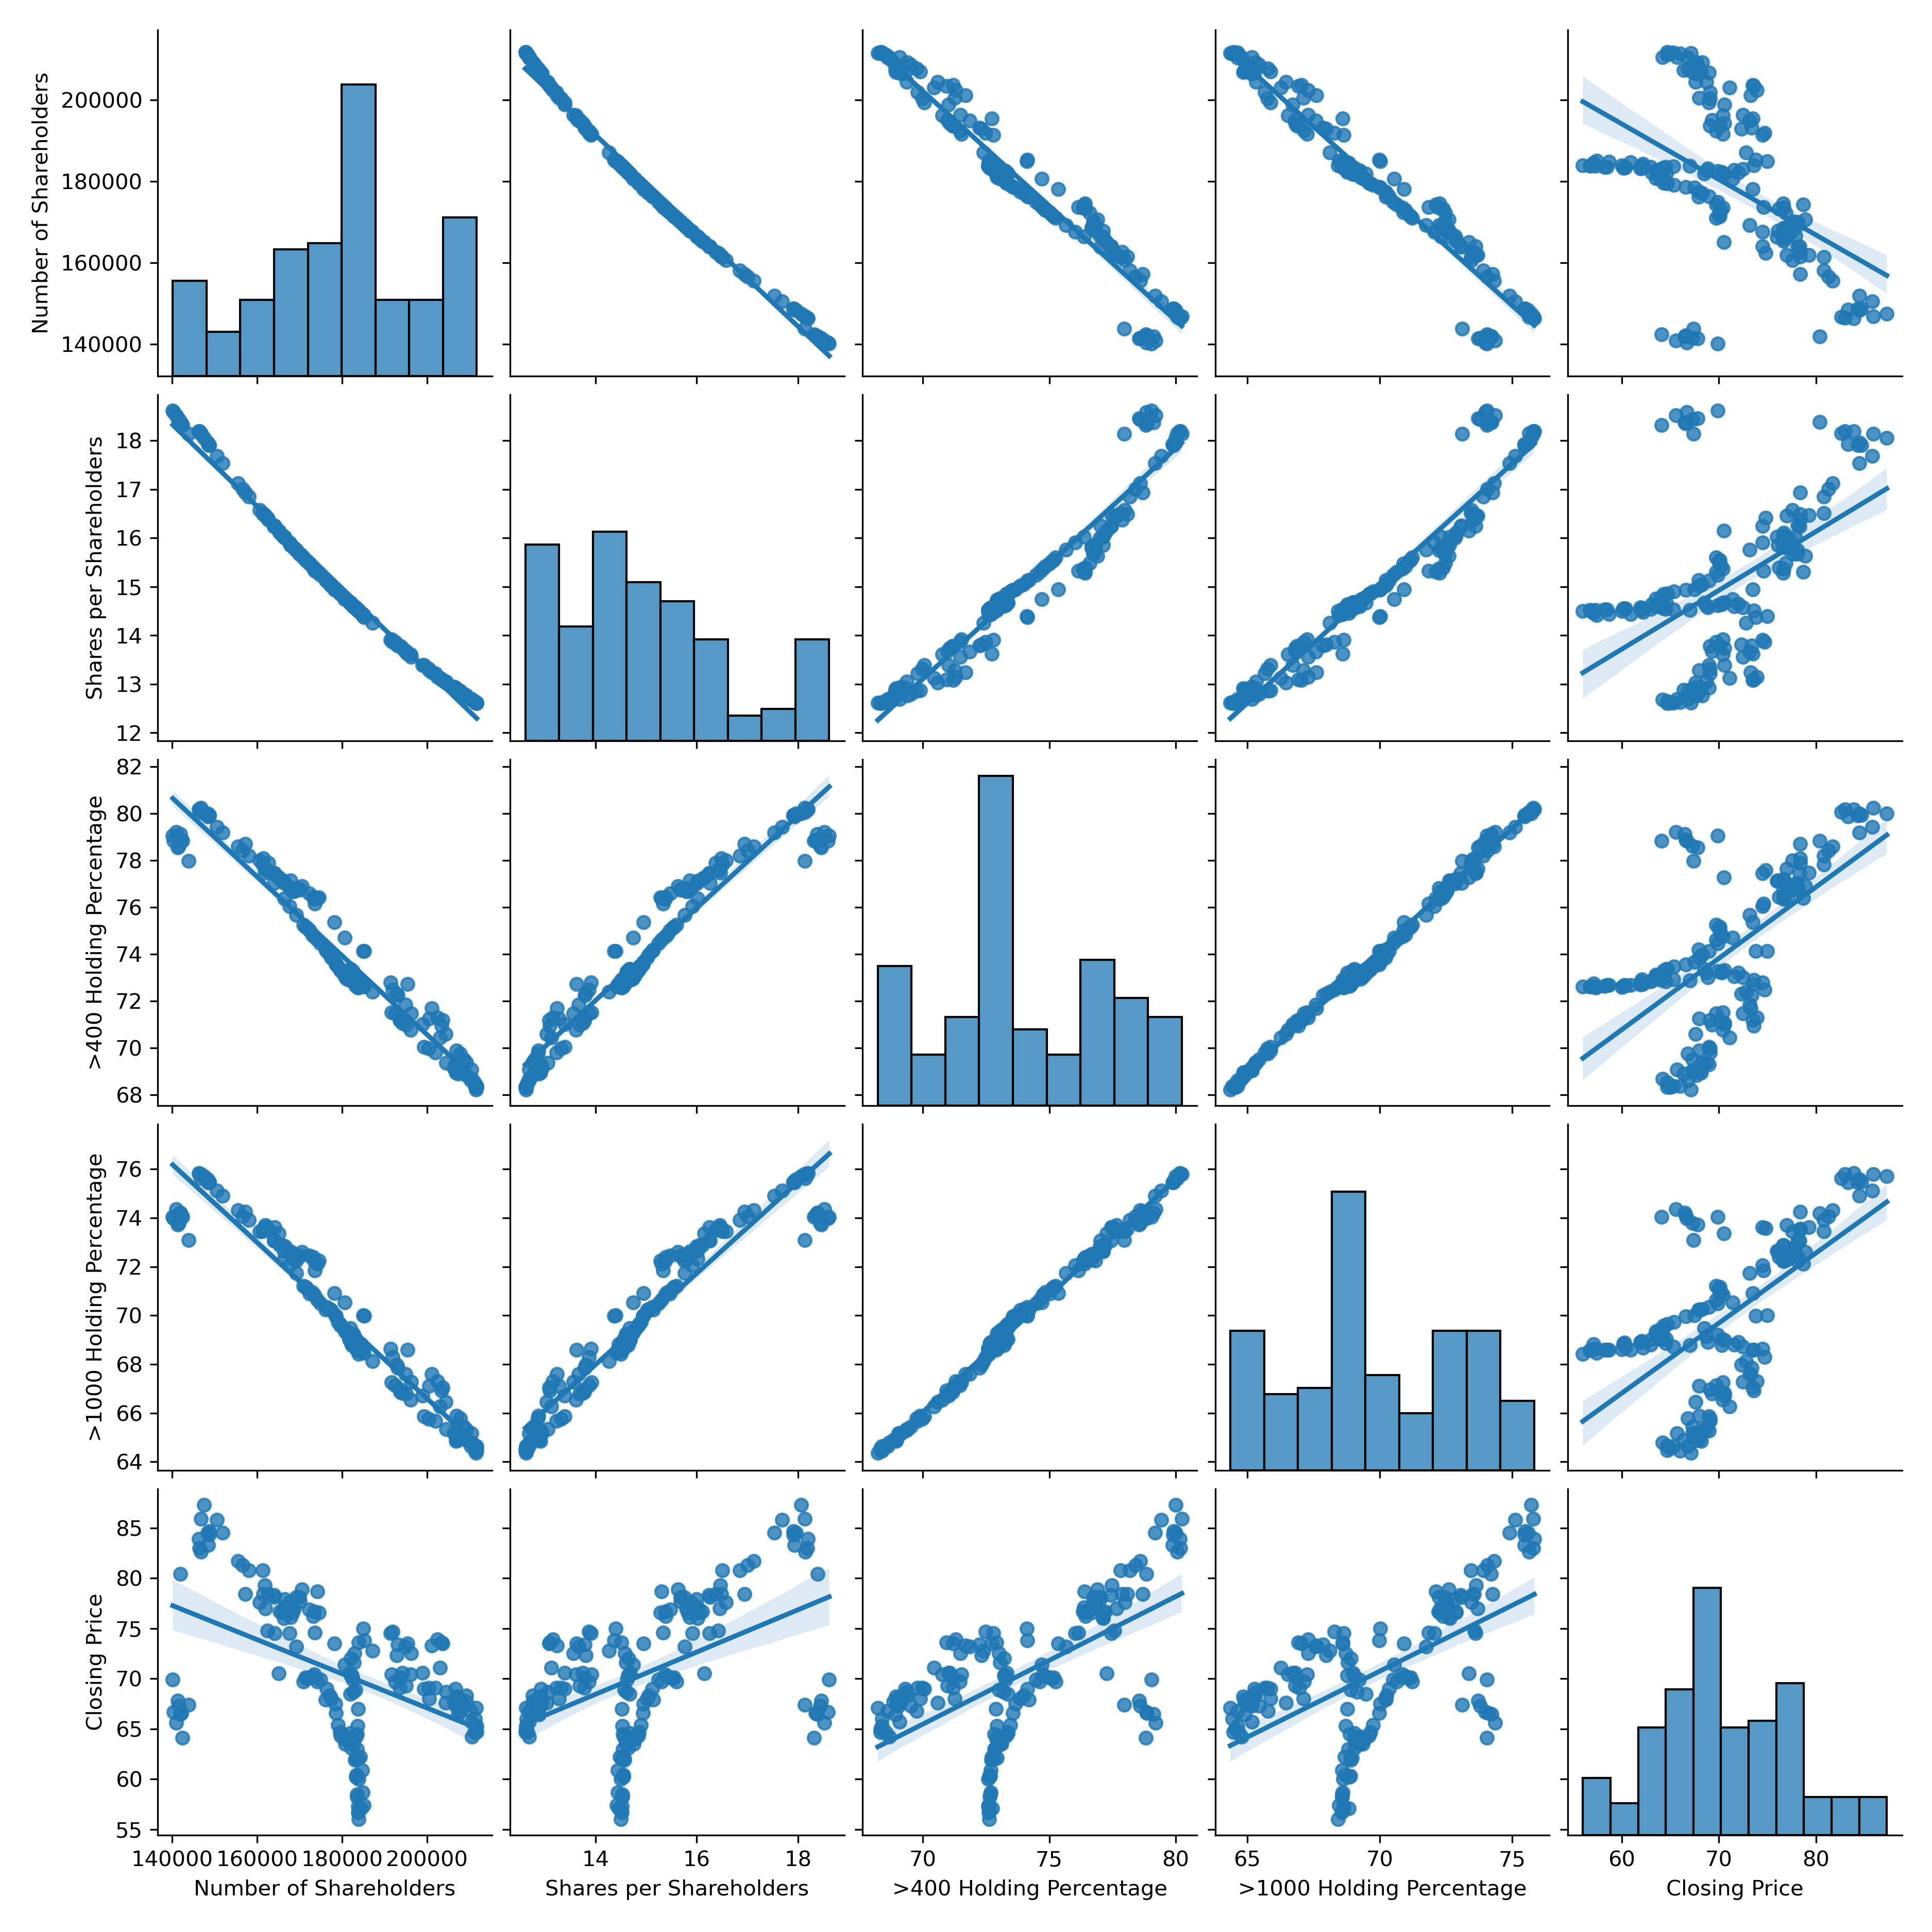 Number of Shareholders
200000
180000
160000
140000
Shares per Shareholders
18
17
16
15
14
13
12
>400 Holding Percentage
82
80
78
76
74
72
70
68
>1000 Holding Percentage
76
74
72
70
68
66
64
Closing Price
85
80
75
70
65
60
55
140000 160000 180000 200000
Number of Shareholders
14 16 18
Shares per Shareholders
70 75 80
>400 Holding Percentage
65 70 75
>1000 Holding Percentage
60 70 80
Closing Price